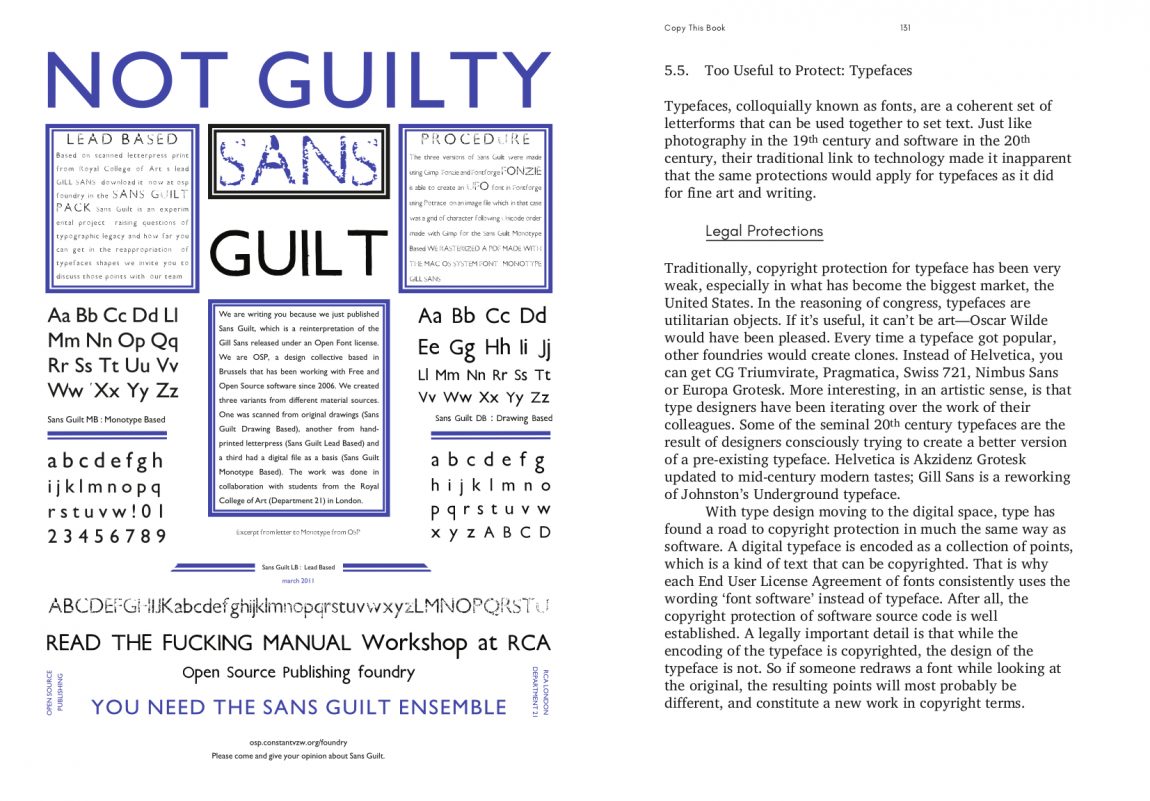 NOT GUILTY
LEAD BASED
Based on scanned letterpress print
from Royal College of Art s lead
GILL SANS download it now at osp
foundry in the SANS GUILT
PACK Sans Guilt is an experim
ental project raising questions of
typographic legacy and how far you
can get in the reappropriation of
typefaces shapes we invite you to
discuss those points with our team
SANS
GUILT
PROCEDURE
The three versions of Sans Guilt were made
using Gimp Fonzie and Fontforge FONZIE
is able to create an UFO font in Fontforge
using Potrace on an image file which in that case
was a grid of character following unicode order
made with Gimp for the Sans Guilt Monotype
Based WE RASTERIZED A PDF MADE WITH
THE MAC OS SYSTEM FONT MONOTYPE
GILL SANS
Aa Bb Cc Dd Ll
Mm Nn Op Qq
Rr Ss Tt Uu Vv
Ww 'Xx Yy Zz
Sans Guilt MB : Monotype Based
a b c d e f g h
i j k l m n o p q
r s t u v w ! 0 1
2 3 4 5 6 7 8 9
We are writing you because we just published
Sans Guilt, which is a reinterpretation of the
Gill Sans released under an Open Font license.
We are OSP, a design collective based in
Brussels that has been working with Free and
Open Source software since 2006. We created
three variants from different material sources.
One was scanned from original drawings (Sans
Guilt Drawing Based), another from hand-
printed letterpress (Sans Guilt Lead Based) and
a third had a digital file as a basis (Sans Guilt
Monotype Based). The work was done in
collaboration with students from the Royal
College of Art (Department 21) in London.
Excerpt from letter to Monotype from OSP
Aa Bb Cc Dd
Ee Gg Hh Ii Jj
Ll Mm Nn Rr Ss Tt
Vv Ww Xx Yy Zz
Sans Guilt DB : Drawing Based
a b c d e f g
h i j k l m n o
p q r s t u v w
x y z A B C D
Sans Guilt LB : Lead Based
march 2011
ABCDEFGHIJKabcdefghijklmnopqrstuvwxyzLMNOPQRSTU
READ THE FUCKING MANUAL Workshop at RCA
Open Source Publishing foundry
OPEN SOURCE
PUBLISHING
YOU NEED THE SANS GUILT ENSEMBLE
RCA LONDON
DEPARTMENT 21
osp.constantvzw.org/foundry
Please come and give your opinion about Sans Guilt.
Copy This Book 131
5.5. Too Useful to Protect: Typefaces
Typefaces, colloquially known as fonts, are a coherent set of
letterforms that can be used together to set text. Just like
photography in the 19th century and software in the 20th
century, their traditional link to technology made it inapparent
that the same protections would apply for typefaces as it did
for fine art and writing.
Legal Protections
Traditionally, copyright protection for typeface has been very
weak, especially in what has become the biggest market, the
United States. In the reasoning of congress, typefaces are
utilitarian objects. If it's useful, it can't be art—Oscar Wilde
would have been pleased. Every time a typeface got popular,
other foundries would create clones. Instead of Helvetica, you
can get CG Triumvirate, Pragmatica, Swiss 721, Nimbus Sans
or Europa Grotesk. More interesting, in an artistic sense, is that
type designers have been iterating over the work of their
colleagues. Some of the seminal 20th century typefaces are the
result of designers consciously trying to create a better version
of a pre-existing typeface. Helvetica is Akzidenz Grotesk
updated to mid-century modern tastes; Gill Sans is a reworking
of Johnston's Underground typeface.
With type design moving to the digital space, type has
found a road to copyright protection in much the same way as
software. A digital typeface is encoded as a collection of points,
which is a kind of text that can be copyrighted. That is why
each End User License Agreement of fonts consistently uses the
wording 'font software' instead of typeface. After all, the
copyright protection of software source code is well
established. A legally important detail is that while the
encoding of the typeface is copyrighted, the design of the
typeface is not. So if someone redraws a font while looking at
the original, the resulting points will most probably be
different, and constitute a new work in copyright terms.